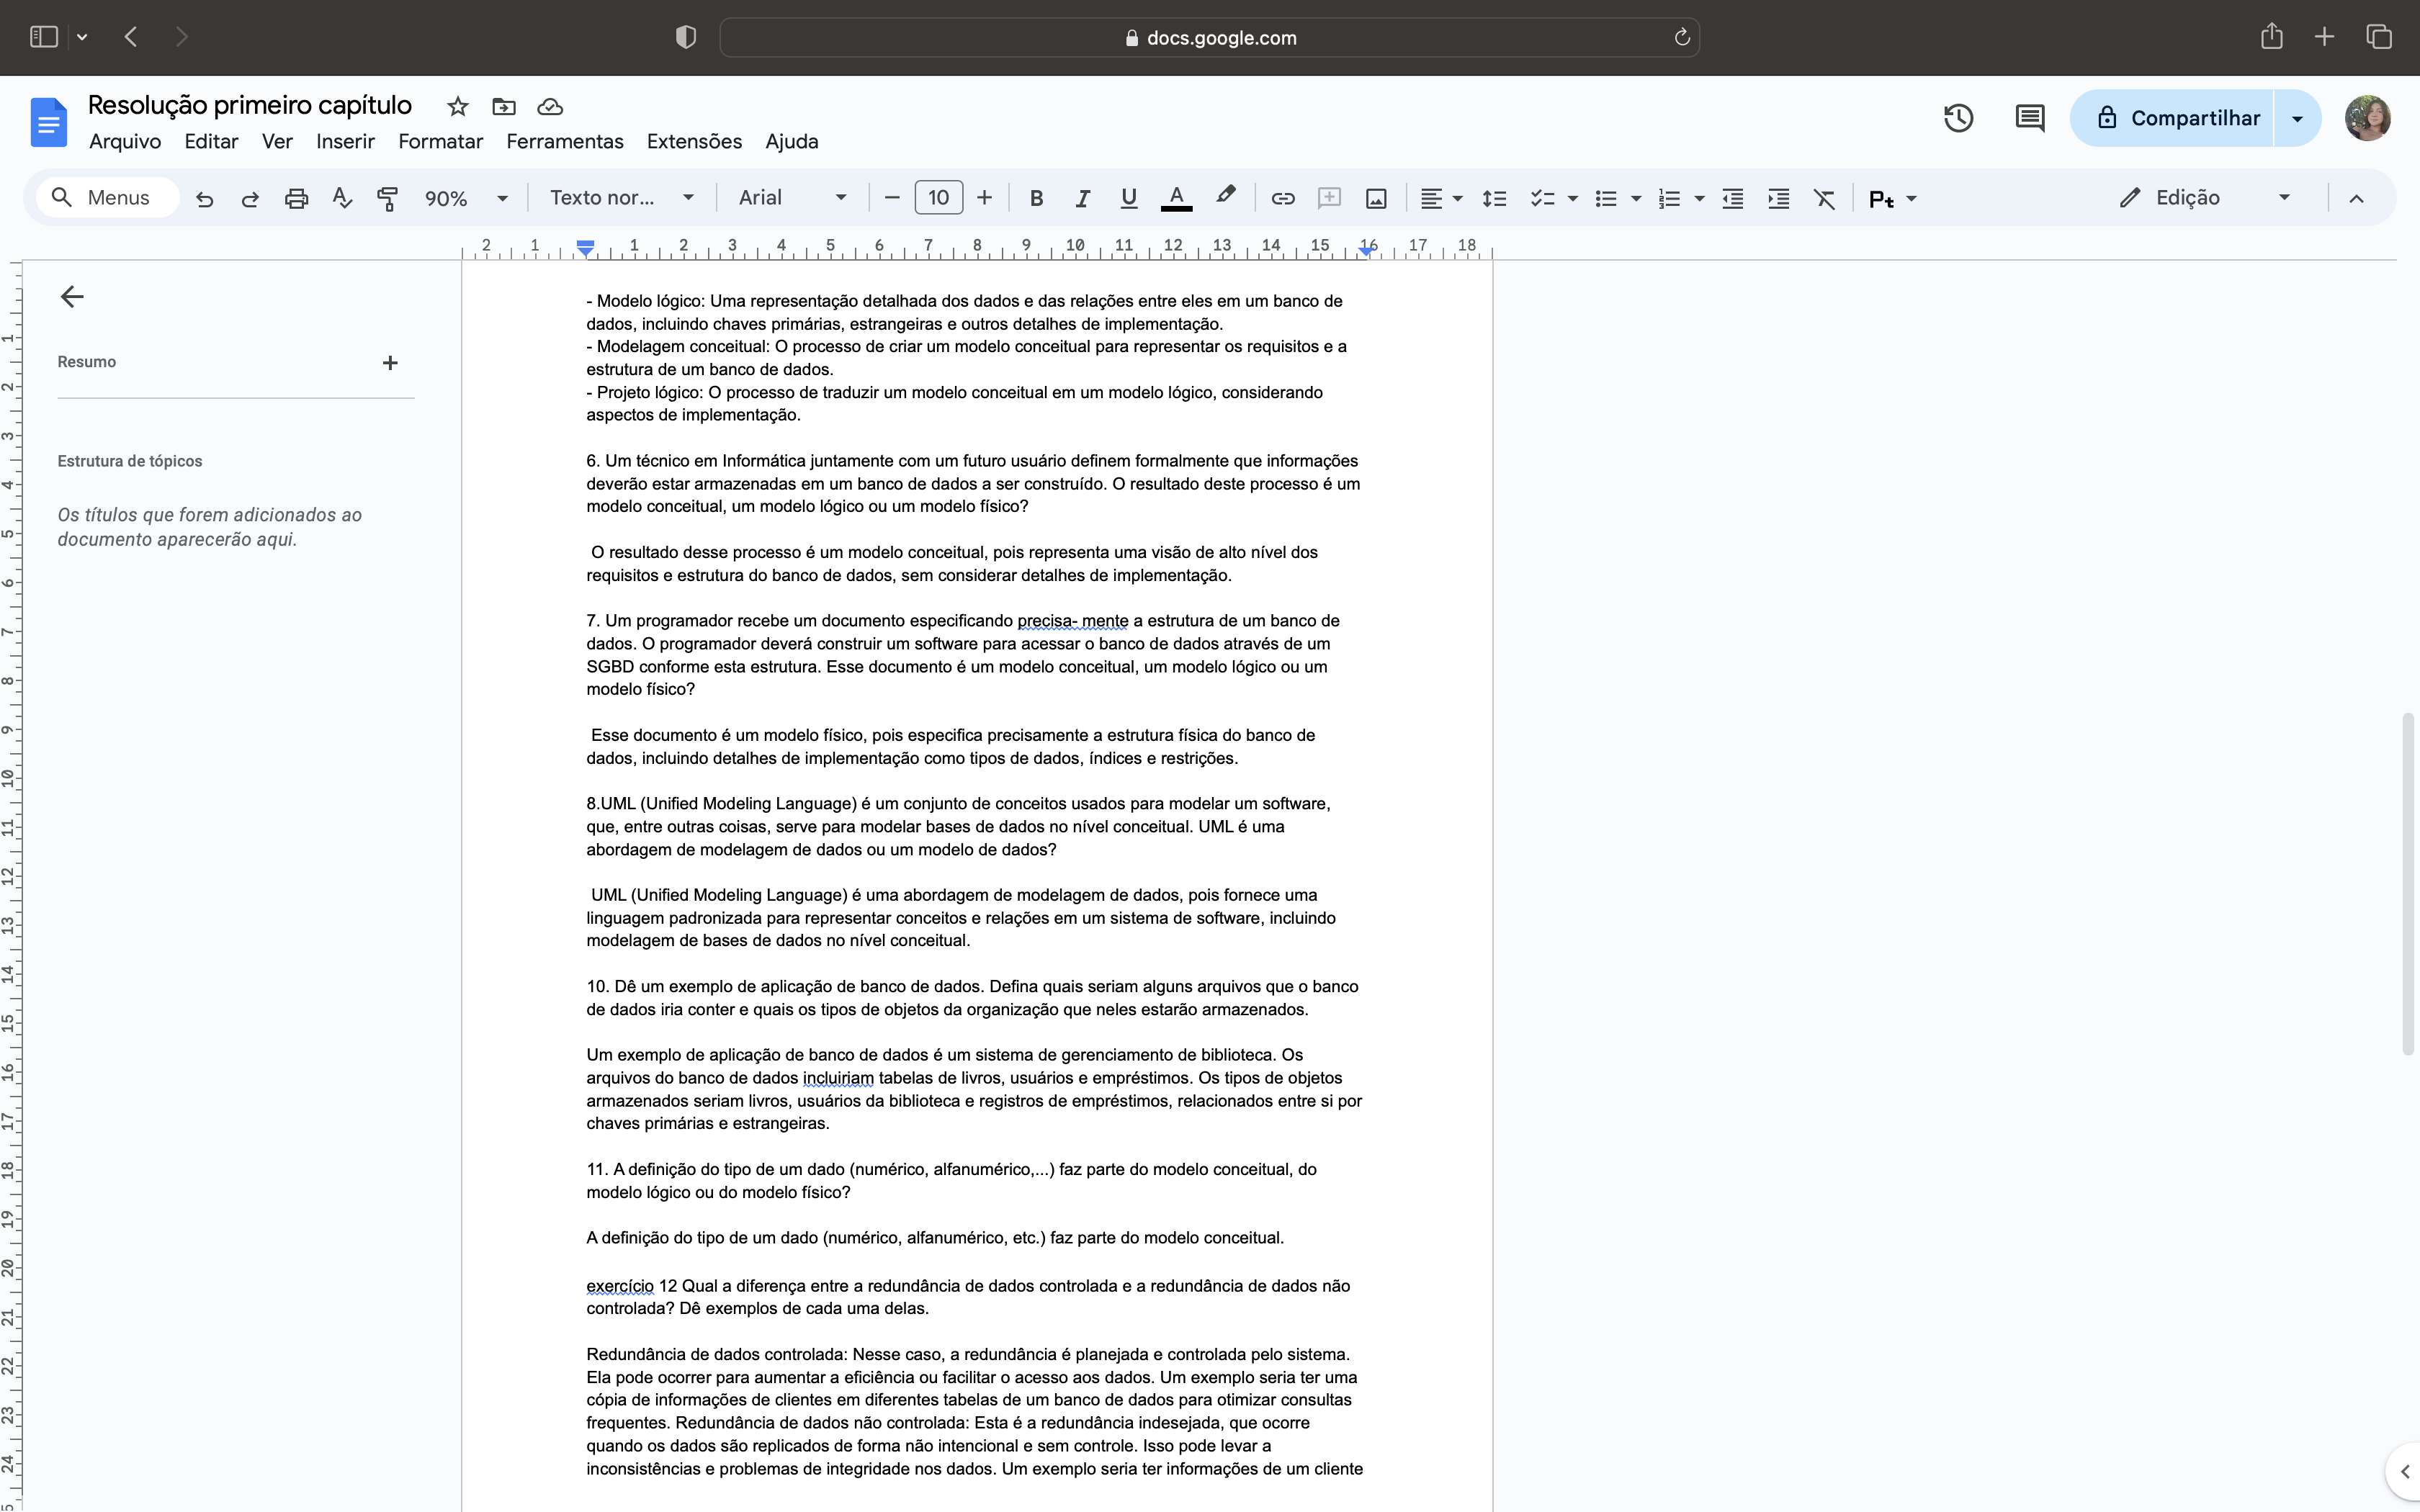 docs.google.com
Resolução primeiro capítulo
Arquivo Editar Ver Inserir Formatar Ferramentas Extensões Ajuda
Compartilhar
Menus 90% Texto nor... Arial 10 B I U A Pt Edição
2 1 1 2 3 4 5 6 7 8 9 10 11 12 13 14 15 16 17 18
1
2
3
4
5
6
7
8
9
10
11
12
13
14
15
16
17
18
19
20
21
22
23
24
Resumo
Estrutura de tópicos
Os títulos que forem adicionados ao
documento aparecerão aqui.
- Modelo lógico: Uma representação detalhada dos dados e das relações entre eles em um banco de
dados, incluindo chaves primárias, estrangeiras e outros detalhes de implementação.
- Modelagem conceitual: O processo de criar um modelo conceitual para representar os requisitos e a
estrutura de um banco de dados.
- Projeto lógico: O processo de traduzir um modelo conceitual em um modelo lógico, considerando
aspectos de implementação.
6. Um técnico em Informática juntamente com um futuro usuário definem formalmente que informações
deverão estar armazenadas em um banco de dados a ser construído. O resultado deste processo é um
modelo conceitual, um modelo lógico ou um modelo físico?
O resultado desse processo é um modelo conceitual, pois representa uma visão de alto nível dos
requisitos e estrutura do banco de dados, sem considerar detalhes de implementação.
7. Um programador recebe um documento especificando precisa- mente a estrutura de um banco de
dados. O programador deverá construir um software para acessar o banco de dados através de um
SGBD conforme esta estrutura. Esse documento é um modelo conceitual, um modelo lógico ou um
modelo físico?
Esse documento é um modelo físico, pois especifica precisamente a estrutura física do banco de
dados, incluindo detalhes de implementação como tipos de dados, índices e restrições.
8.UML (Unified Modeling Language) é um conjunto de conceitos usados para modelar um software,
que, entre outras coisas, serve para modelar bases de dados no nível conceitual. UML é uma
abordagem de modelagem de dados ou um modelo de dados?
UML (Unified Modeling Language) é uma abordagem de modelagem de dados, pois fornece uma
linguagem padronizada para representar conceitos e relações em um sistema de software, incluindo
modelagem de bases de dados no nível conceitual.
10. Dê um exemplo de aplicação de banco de dados. Defina quais seriam alguns arquivos que o banco
de dados iria conter e quais os tipos de objetos da organização que neles estarão armazenados.
Um exemplo de aplicação de banco de dados é um sistema de gerenciamento de biblioteca. Os
arquivos do banco de dados incluiriam tabelas de livros, usuários e empréstimos. Os tipos de objetos
armazenados seriam livros, usuários da biblioteca e registros de empréstimos, relacionados entre si por
chaves primárias e estrangeiras.
11. A definição do tipo de um dado (numérico, alfanumérico,...) faz parte do modelo conceitual, do
modelo lógico ou do modelo físico?
A definição do tipo de um dado (numérico, alfanumérico, etc.) faz parte do modelo conceitual.
exercício 12 Qual a diferença entre a redundância de dados controlada e a redundância de dados não
controlada? Dê exemplos de cada uma delas.
Redundância de dados controlada: Nesse caso, a redundância é planejada e controlada pelo sistema.
Ela pode ocorrer para aumentar a eficiência ou facilitar o acesso aos dados. Um exemplo seria ter uma
cópia de informações de clientes em diferentes tabelas de um banco de dados para otimizar consultas
frequentes. Redundância de dados não controlada: Esta é a redundância indesejada, que ocorre
quando os dados são replicados de forma não intencional e sem controle. Isso pode levar a
inconsistências e problemas de integridade nos dados. Um exemplo seria ter informações de um cliente